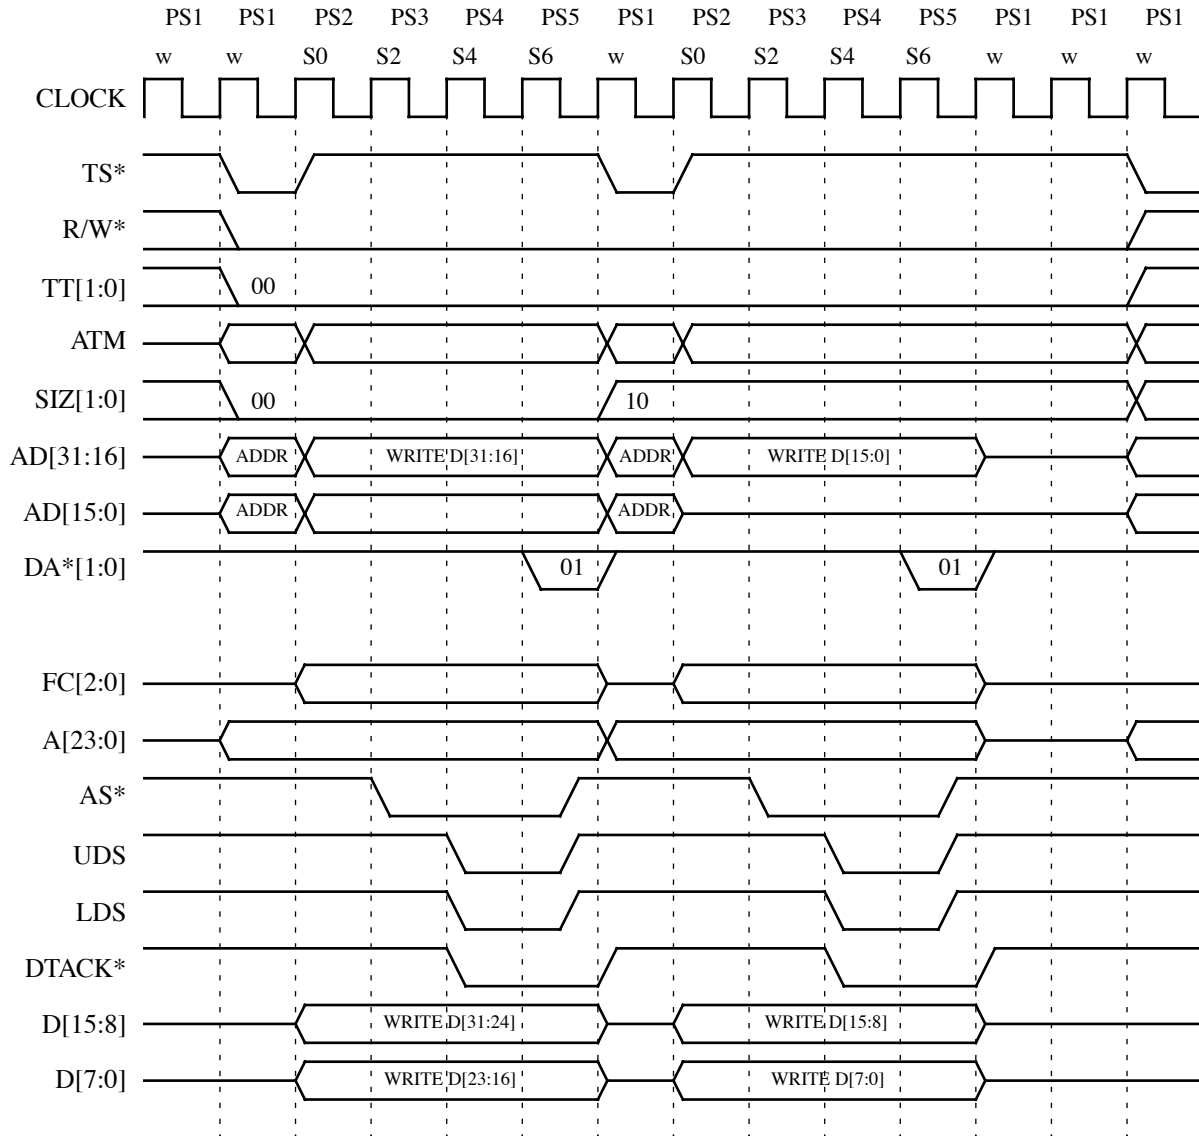 PS1 PS1 PS2 PS3 PS4 PS5 PS1 PS2 PS3 PS4 PS5 PS1 PS1 PS1
w w S0 S2 S4 S6 w S0 S2 S4 S6 w w w
CLOCK
TS*
R/W*
TT[1:0] 00
ATM
SIZ[1:0] 00 10
AD[31:16] ADDR WRITE D[31:16] ADDR WRITE D[15:0]
AD[15:0] ADDR ADDR
DA*[1:0] 01 01
FC[2:0]
A[23:0]
AS*
UDS
LDS
DTACK*
D[15:8] WRITE D[31:24] WRITE D[15:8]
D[7:0] WRITE D[23:16] WRITE D[7:0]